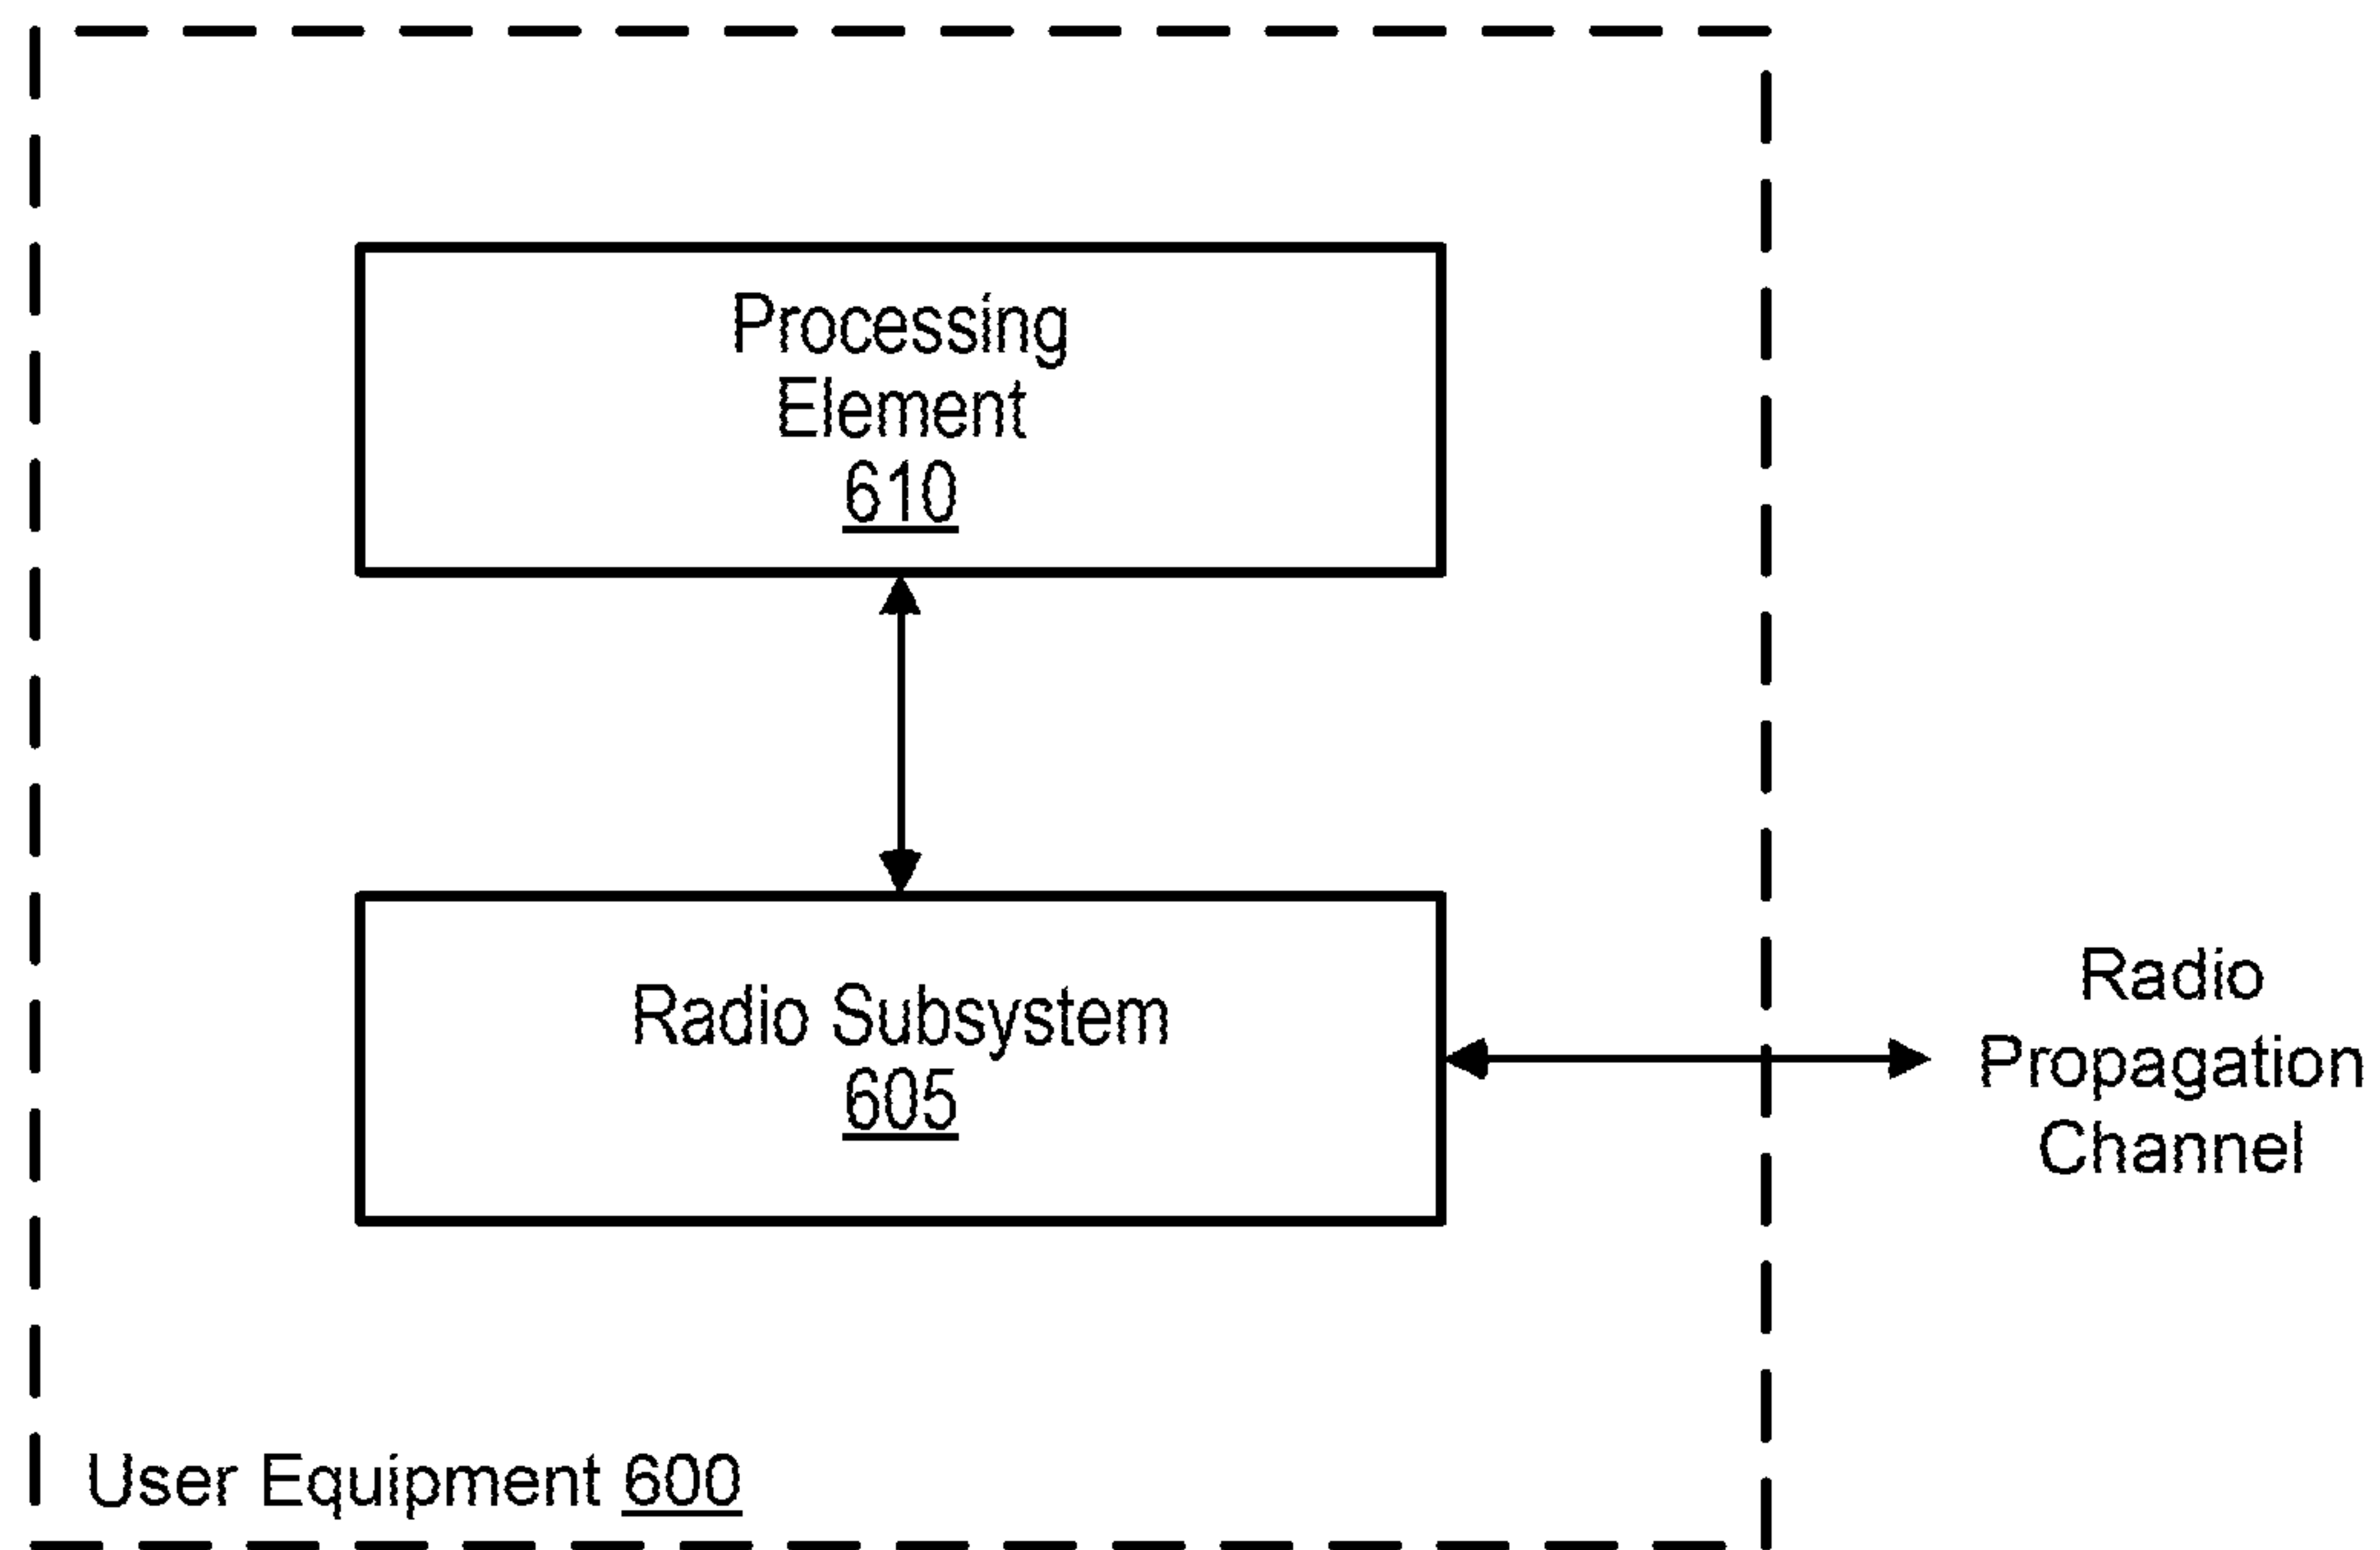 Processing
Element
610
Radio Subsystem
605
Radio
Propagation
Channel
User Equipment 600